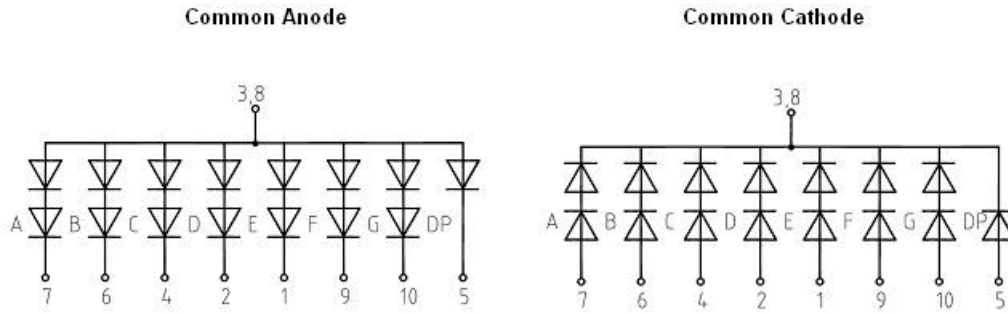 Common Anode
Common Cathode
3,8
3,8
A B C D E F G DP
A B C D E F G DP
7 6 4 2 1 9 10 5
7 6 4 2 1 9 10 5